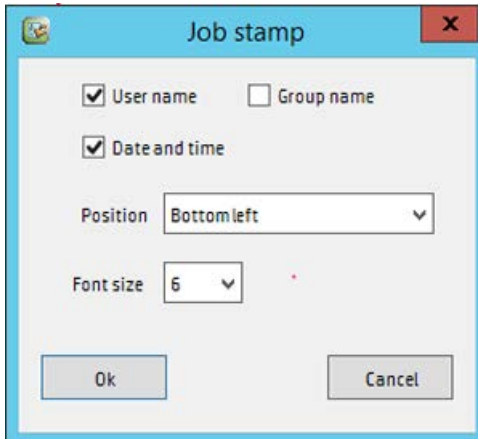 Job stamp
User name Group name
Date and time
Position Bottom left
Font size 6
Ok Cancel